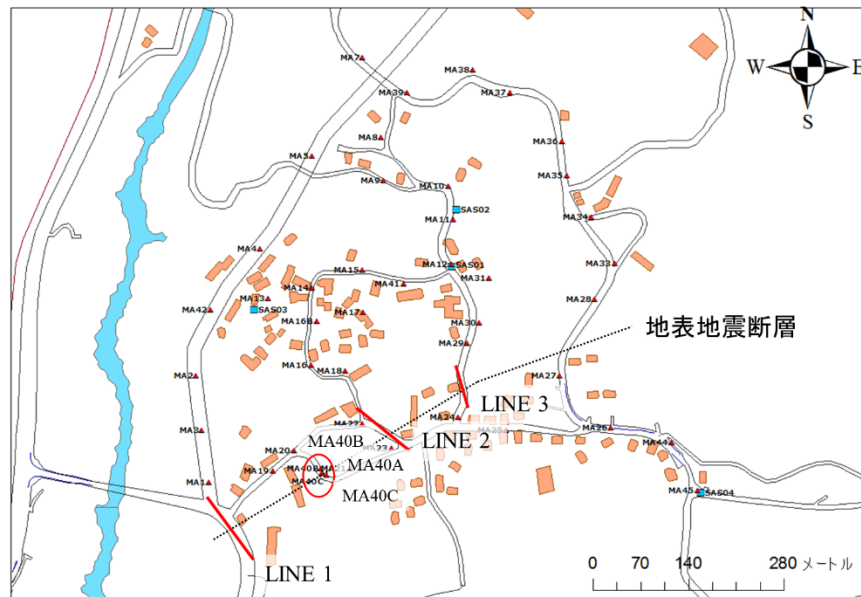 N
W E
S
MA7
MA38
MA39
MA37
MA8
MA36
MA5
MA9
MA10
MA35
SAS02
MA11
MA34
MA4
MA12 SAS01
MA33
MA15
MA31
MA14
MA41
MA13
MA28
MA42
SAS03
MA17
MA16B
MA30
地表地震断層
MA29
MA16
MA18
MA2
MA27
LINE 3
MA24
MA22
MA3
MA25
MA26
MA40B
LINE 2
MA44
MA20
MA23
MA40A
MA19
MA40B
MA40C
MA40C
MA1
MA45
SAS04
LINE 1
0 70 140 280 メートル